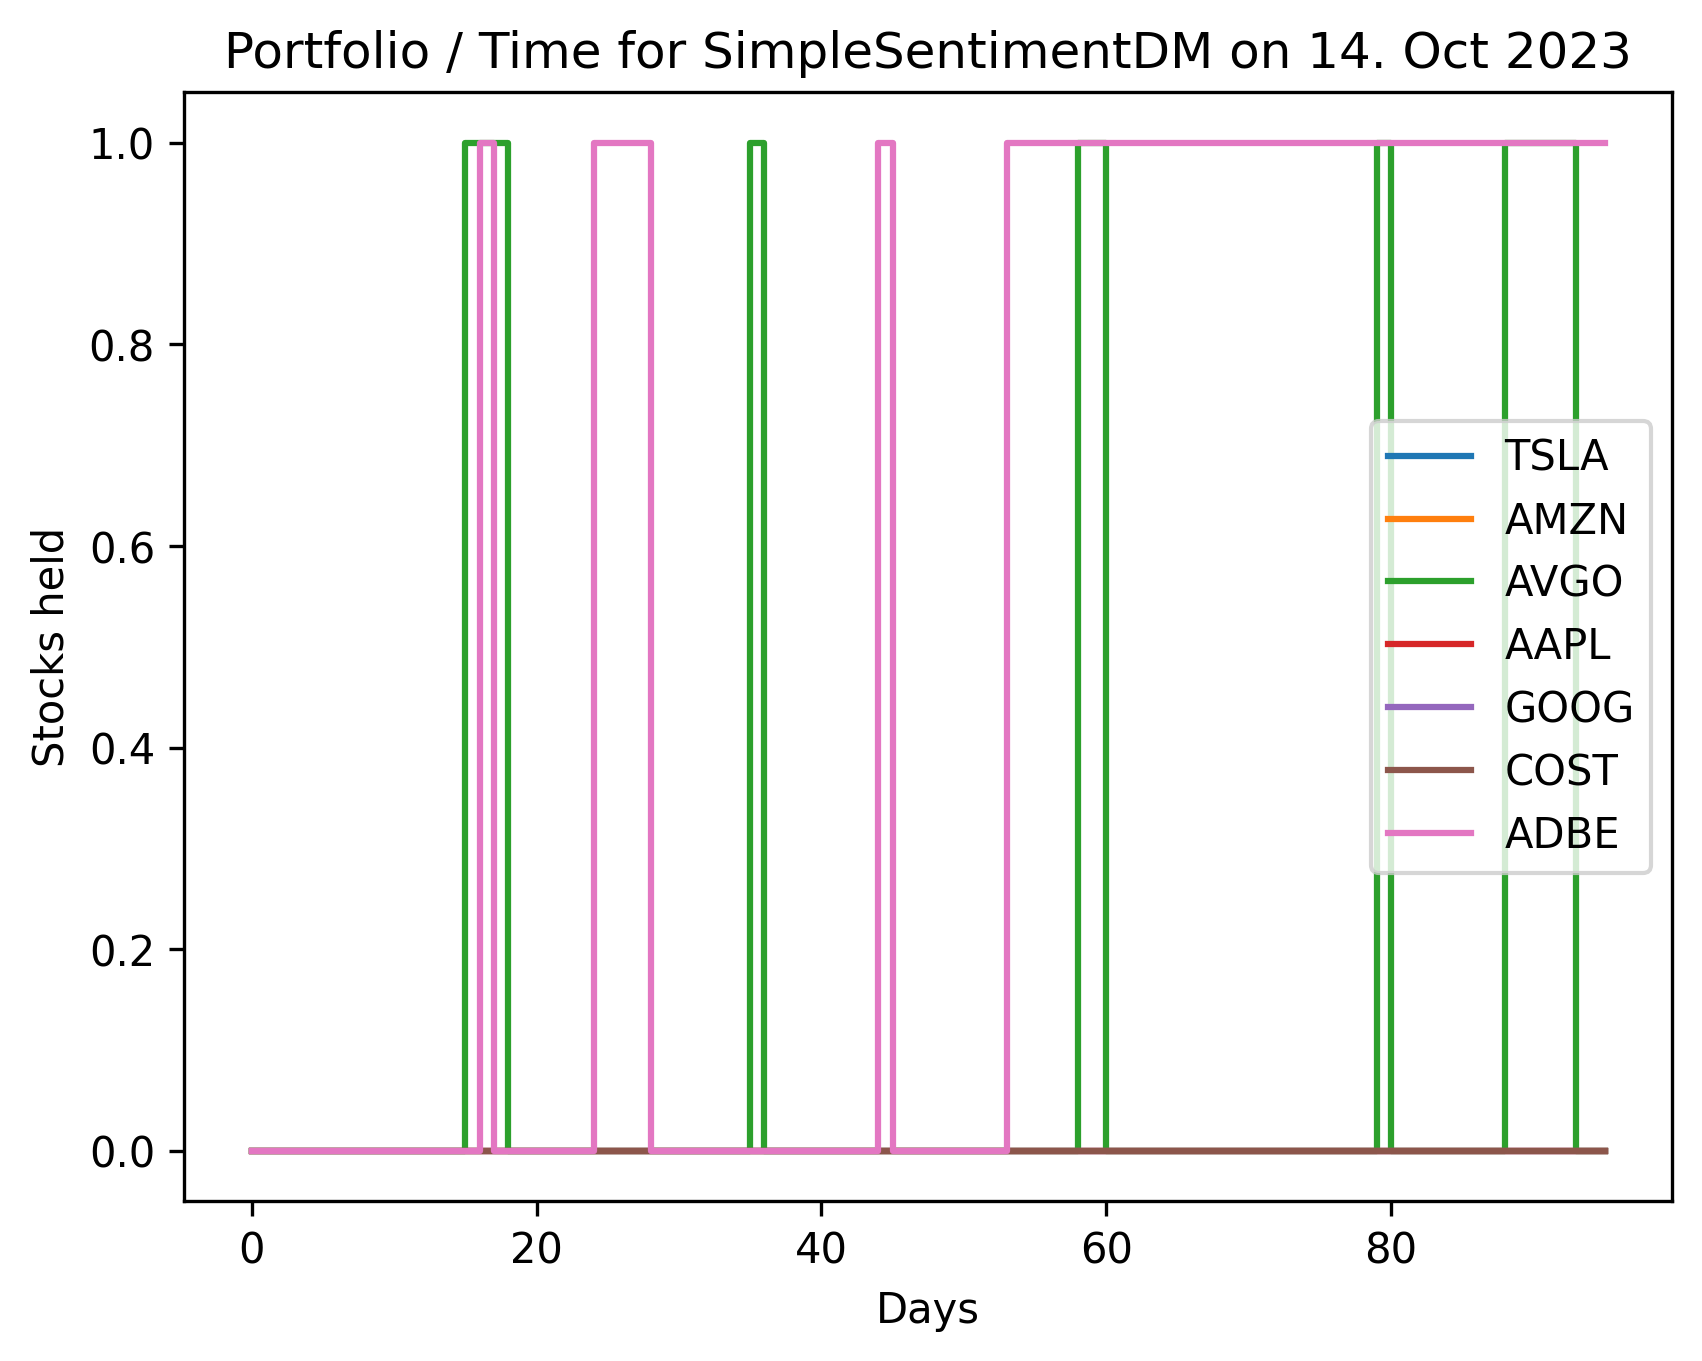 Portfolio / Time for SimpleSentimentDM on 14. Oct 2023
1.0
0.8
0.6
0.4
0.2
0.0
Stocks held
TSLA
AMZN
AVGO
AAPL
GOOG
COST
ADBE
0 20 40 60 80
Days